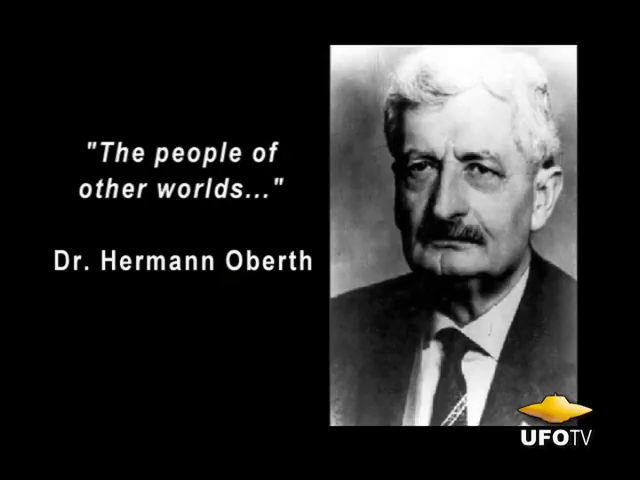 "The people of
other worlds..."
Dr. Hermann Oberth
UFOTV